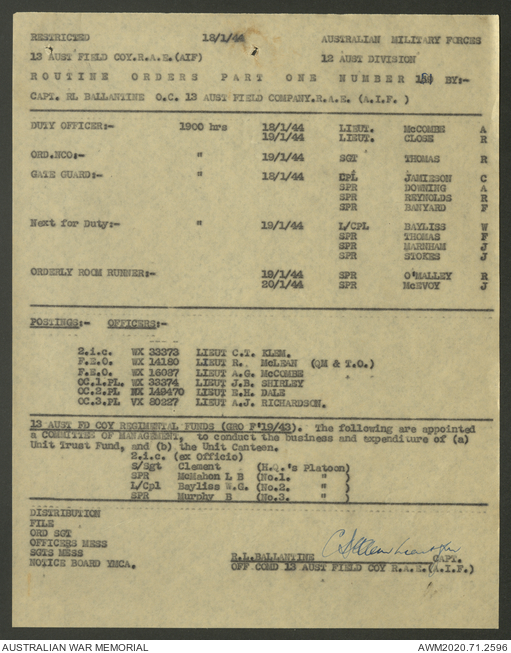 RESTRICTED 18/1/44 AUSTRALIAN MILITARY FORCES
13 AUST FIELD COY.R.A.E.(AIF) 12 AUST DIVISION
ROUTINE ORDERS PART ONE NUMBER BY:-
CAPT. RL BALLANTINE O.C. 13 AUST FIELD COMPANY.R.A.E. (A.I.F. )
DUTY OFFICER:- 1900 hrs 18/1/44 LIEUT. McCOMBE A
19/1/44 LIEUT. CLOSE R
ORD.NCO:- " 19/1/44 SGT THOMAS R
GATE GUARD:- " 18/1/44 CPL JAMIESON C
SPR DOWNING A
SPR REYNOLDS R
SPR BANYARD F
Next for Duty:- " 19/1/44 L/CPL BAYLISS W
SPR THOMAS F
SPR MARNHAM J
SPR STOKES J
ORDERLY ROOM RUNNER:- 19/1/44 SPR O'MALLEY R
20/1/44 SPR McEVOY J
POSTINGS:- OFFICERS:-
2.i.c. WX 33373 LIEUT C.T. KLEM.
F.E.O. WX 14180 LIEUT R. McLEAN (QM & T.O.)
F.E.O. WX 16087 LIEUT A.G. McCOMBE
OC.1.PL. WX 33374 LIEUT J.B. SHIRLEY
OC.2.PL NX 149470 LIEUT E.H. DALE
OC.3.PL VX 80227 LIEUT A.J. RICHARDSON.
13 AUST FD COY REGIMENTAL FUNDS (GRO F'19/43). The following are appointed
a COMMITTEE OF MANAGEMENT, to conduct the business and expenditure of (a)
Unit Trust Fund, and (b) the Unit Canteen.
2.i.c. (ex Officio)
S/Sgt Clement (H.Q.'s Platoon)
SPR McMahon L B (No.1. " )
L/Cpl Bayliss W.G. (No.2. " )
SPR Murphy B (No.3. " )
DISTRIBUTION
FILE
ORD SGT
OFFICERS MESS
SGTS MESS
NOTICE BOARD YMCA.
R.L.BALLANTINE CAPT.
OFF COMD 13 AUST FIELD COY R.A.E.(A.I.F.)
AUSTRALIAN WAR MEMORIAL AWM2020.71.2596